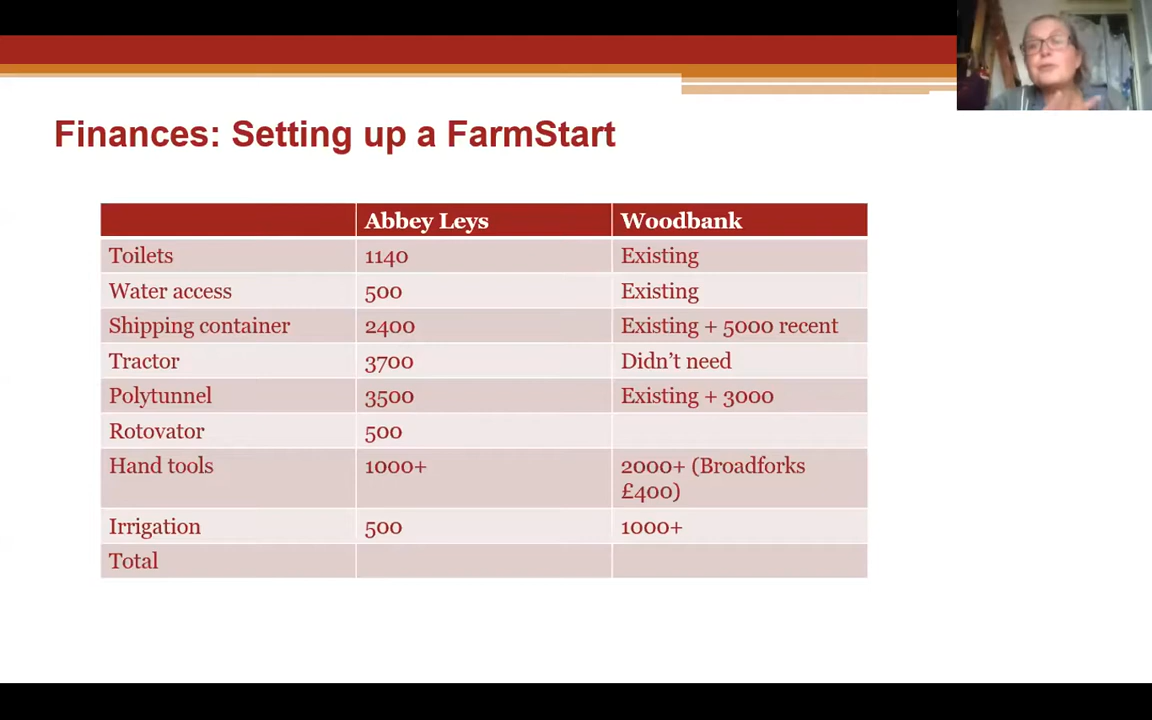 Finances: Setting up a FarmStart
Abbey Leys Woodbank
Toilets 1140 Existing
Water access 500 Existing
Shipping container 2400 Existing + 5000 recent
Tractor 3700 Didn’t need
Polytunnel 3500 Existing + 3000
Rotovator 500
Hand tools 1000+ 2000+ (Broadforks
£400)
Irrigation 500 1000+
Total